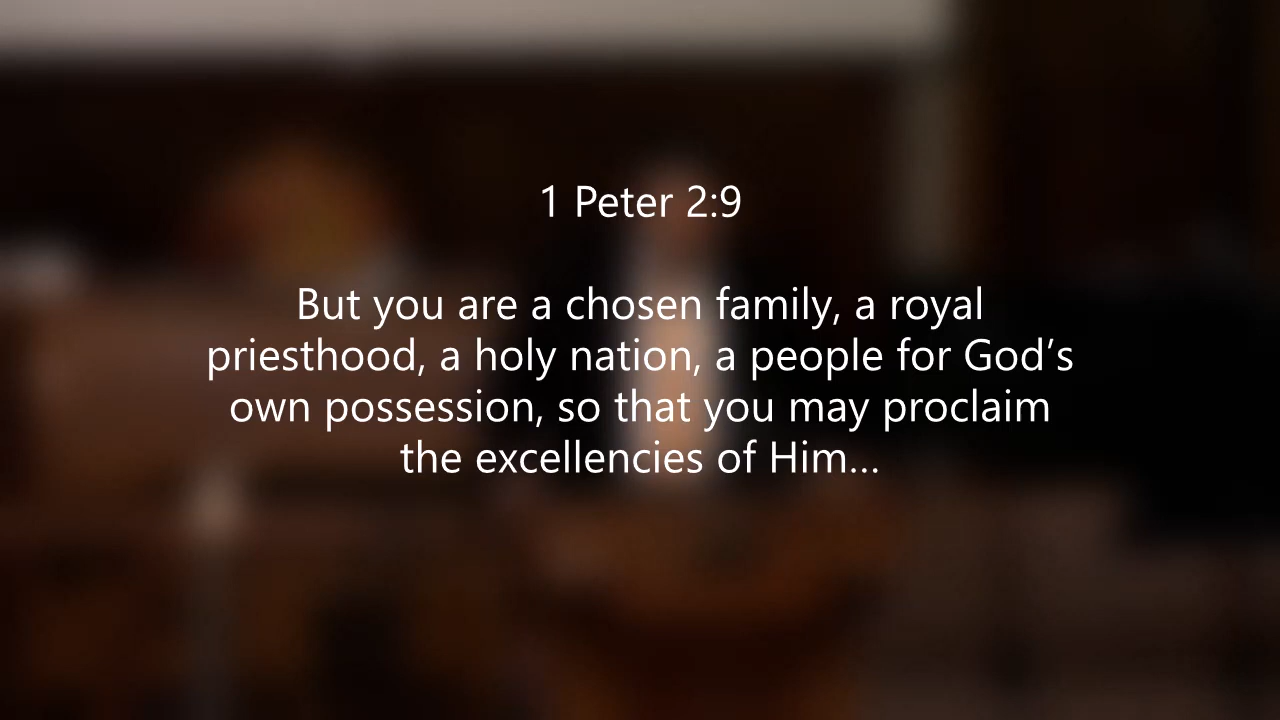 1 Peter 2:9
But you are a chosen family, a royal
priesthood, a holy nation, a people for God’s
own possession, so that you may proclaim
the excellencies of Him…